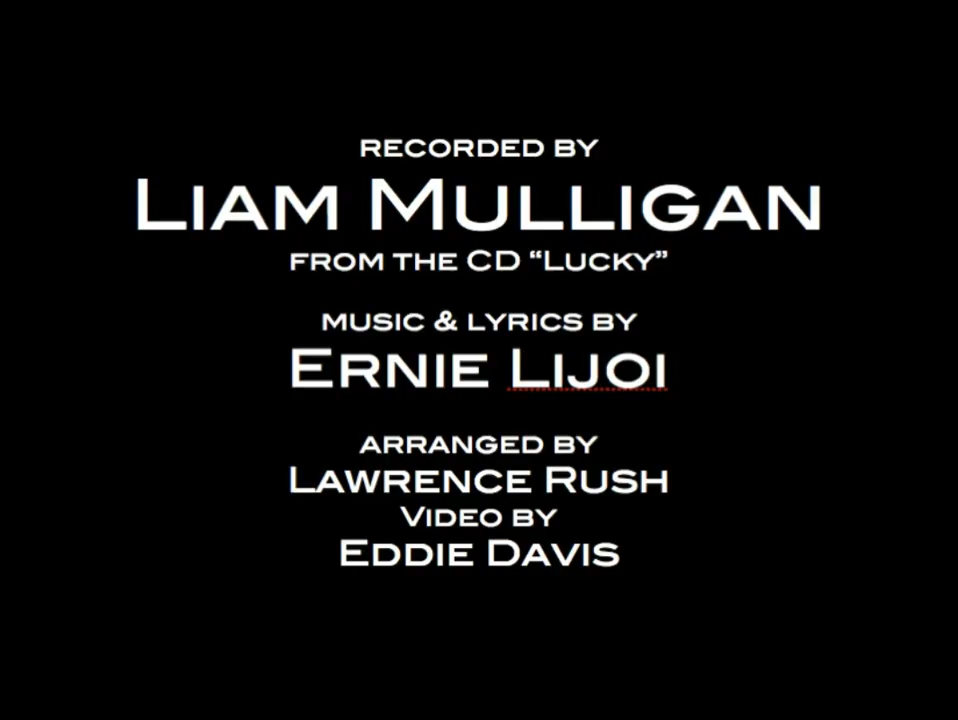 RECORDED BY
LIAM MULLIGAN
FROM THE CD “LUCKY”
MUSIC & LYRICS BY
ERNIE LIJOI
ARRANGED BY
LAWRENCE RUSH
VIDEO BY
EDDIE DAVIS